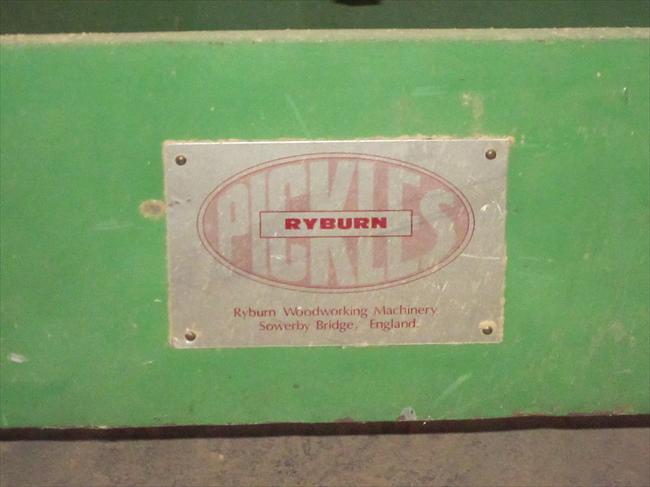 PICKLES
RYBURN
Ryburn Woodworking Machinery
Sowerby Bridge, England.